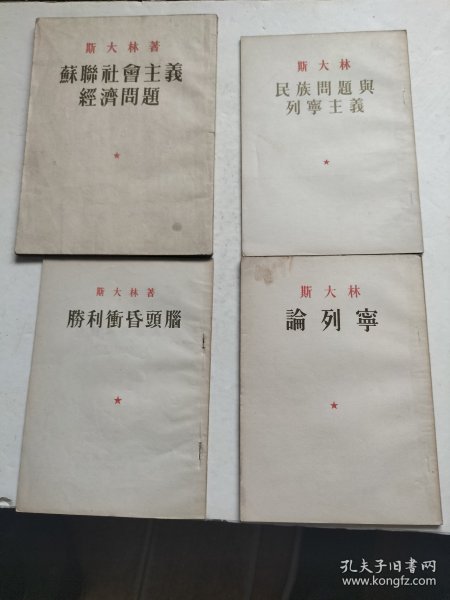 斯大林著
蘇聯社會主義
經濟問題
斯大林
民族問題與
列寧主義
斯大林著
勝利衝昏頭腦
斯大林
論列寧
孔夫子旧书网
www.kongfz.com